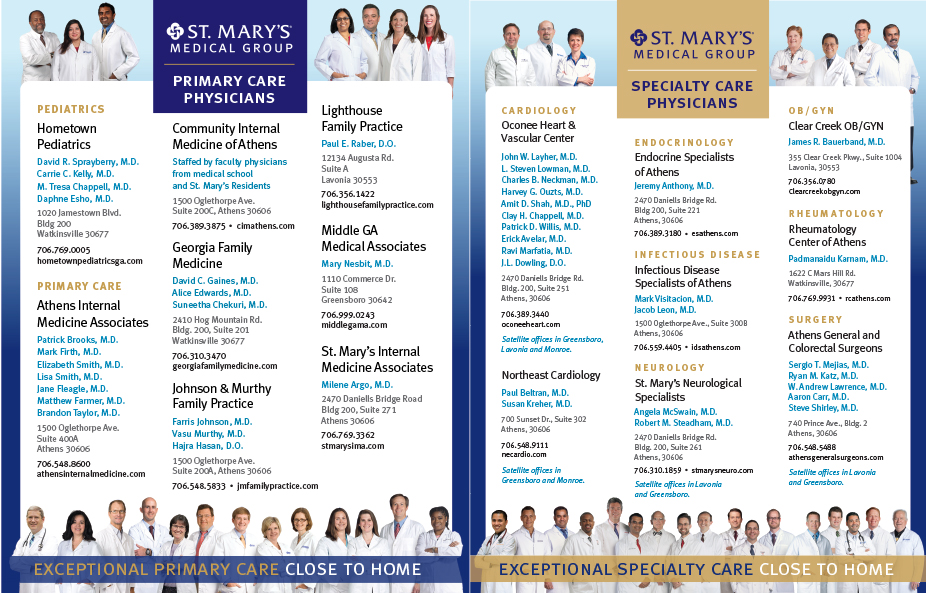 ST. MARY'S®
MEDICAL GROUP
PRIMARY CARE
PHYSICIANS
PEDIATRICS
Hometown
Pediatrics
David R. Sprayberry, M.D.
Carrie C. Kelly, M.D.
M. Tresa Chappell, M.D.
Daphne Esho, M.D.
1020 Jamestown Blvd.
Bldg 200
Watkinsville 30677
706.769.0005
hometownpediatricsga.com
PRIMARY CARE
Athens Internal
Medicine Associates
Patrick Brooks, M.D.
Mark Firth, M.D.
Elizabeth Smith, M.D.
Lisa Smith, M.D.
Jane Fleagle, M.D.
Matthew Farmer, M.D.
Brandon Taylor, M.D.
1500 Oglethorpe Ave.
Suite 400A
Athens 30606
706.548.8600
athensinternalmedicine.com
Community Internal
Medicine of Athens
Staffed by faculty physicians
from medical school
and St. Mary's Residents
1500 Oglethorpe Ave.
Suite 200C, Athens 30606
706.389.3875 • cimathens.com
Georgia Family
Medicine
David C. Gaines, M.D.
Alice Edwards, M.D.
Suneetha Chekuri, M.D.
2410 Hog Mountain Rd.
Bldg. 200, Suite 201
Watkinsville 30677
706.310.3470
georgiafamilymedicine.com
Johnson & Murthy
Family Practice
Farris Johnson, M.D.
Vasu Murthy, M.D.
Hajra Hasan, D.O.
1500 Oglethorpe Ave.
Suite 200A, Athens 30606
706.548.5833 • jmfamilypractice.com
Lighthouse
Family Practice
Paul E. Raber, D.O.
12134 Augusta Rd.
Suite A
Lavonia 30553
706.356.1422
lighthousefamilypractice.com
Middle GA
Medical Associates
Mary Nesbit, M.D.
1110 Commerce Dr.
Suite 108
Greensboro 30642
706.999.0243
middlegama.com
St. Mary's Internal
Medicine Associates
Milene Argo, M.D.
2470 Daniells Bridge Road
Bldg 200, Suite 271
Athens 30606
706.769.3362
stmarysima.com
EXCEPTIONAL PRIMARY CARE CLOSE TO HOME
ST. MARY'S®
MEDICAL GROUP
SPECIALTY CARE
PHYSICIANS
CARDIOLOGY
Oconee Heart &
Vascular Center
John W. Layher, M.D.
L. Steven Lowman, M.D.
Charles B. Neckman, M.D.
Harvey G. Ouzts, M.D.
Amit D. Shah, M.D., PhD
Clay H. Chappell, M.D.
Patrick D. Willis, M.D.
Erick Avelar, M.D.
Ravi Marfatia, M.D.
J.L. Dowling, D.O.
2470 Daniells Bridge Rd.
Bldg. 200, Suite 251
Athens, 30606
706.389.3440
oconeeheart.com
Satellite offices in Greensboro,
Lavonia and Monroe.
Northeast Cardiology
Paul Beltran, M.D.
Susan Kreher, M.D.
700 Sunset Dr., Suite 302
Athens, 30606
706.548.9111
necardio.com
Satellite offices in
Greensboro and Monroe.
ENDOCRINOLOGY
Endocrine Specialists
of Athens
Jeremy Anthony, M.D.
2470 Daniells Bridge Rd.
Bldg 200, Suite 221
Athens, 30606
706.389.3180 • esathens.com
INFECTIOUS DISEASE
Infectious Disease
Specialists of Athens
Mark Visitacion, M.D.
Jacob Leon, M.D.
1500 Oglethorpe Ave., Suite 300B
Athens, 30606
706.559.4405 • idsathens.com
NEUROLOGY
St. Mary's Neurological
Specialists
Angela McSwain, M.D.
Robert M. Steadham, M.D.
2470 Daniells Bridge Rd.
Bldg. 200, Suite 261
Athens, 30606
706.310.1859 • stmarysneuro.com
Satellite offices in Lavonia
and Greensboro.
OB/GYN
Clear Creek OB/GYN
James R. Bauerband, M.D.
355 Clear Creek Pkwy., Suite 1004
Lavonia, 30553
706.356.0780
Clearcreekobgyn.com
RHEUMATOLOGY
Rheumatology
Center of Athens
Padmanaidu Karnam, M.D.
1622 C Mars Hill Rd.
Watkinsville, 30677
706.769.9931 • rcathens.com
SURGERY
Athens General and
Colorectal Surgeons
Sergio T. Mejias, M.D.
Ryan M. Katz, M.D.
W. Andrew Lawrence, M.D.
Aaron Carr, M.D.
Steve Shirley, M.D.
740 Prince Ave., Bldg. 2
Athens, 30606
706.548.5488
athensgeneralsurgeons.com
Satellite offices in Lavonia
and Greensboro.
EXCEPTIONAL SPECIALTY CARE CLOSE TO HOME